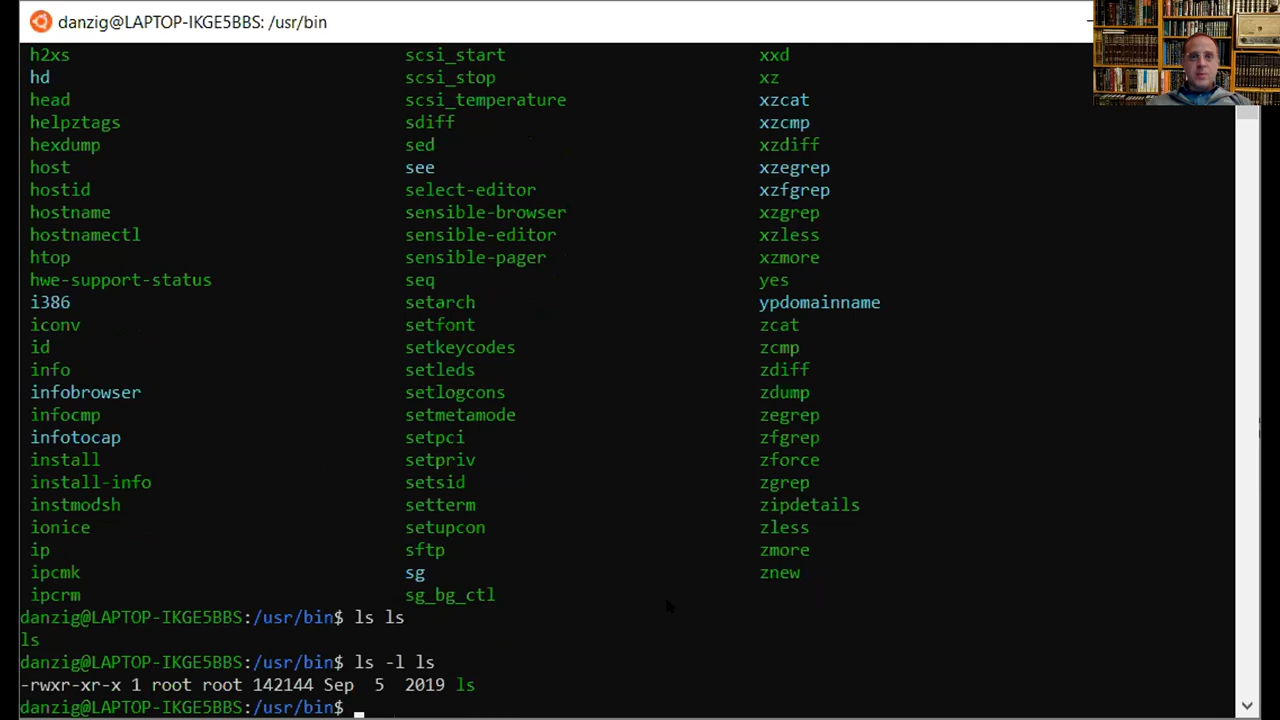 danzig@LAPTOP-IKGE5BBS: /usr/bin
h2xs scsi_start xxd
hd scsi_stop xz
head scsi_temperature xzcat
helpztags sdiff xzcmp
hexdump sed xzdiff
host see xzegrep
hostid select-editor xzfgrep
hostname sensible-browser xzgrep
hostnamectl sensible-editor xzless
htop sensible-pager xzmore
hwe-support-status seq yes
i386 setarch ypdomainname
iconv setfont zcat
id setkeycodes zcmp
info setleds zdiff
infobrowser setlogcons zdump
infocmp setmetamode zegrep
infotocap setpci zfgrep
install setpriv zforce
install-info setsid zgrep
instmodsh setterm zipdetails
ionice setupcon zless
ip sftp zmore
ipcmk sg znew
ipcrm sg_bg_ctl
danzig@LAPTOP-IKGE5BBS:/usr/bin$ ls ls
ls
danzig@LAPTOP-IKGE5BBS:/usr/bin$ ls -l ls
-rwxr-xr-x 1 root root 142144 Sep  5  2019 ls
danzig@LAPTOP-IKGE5BBS:/usr/bin$